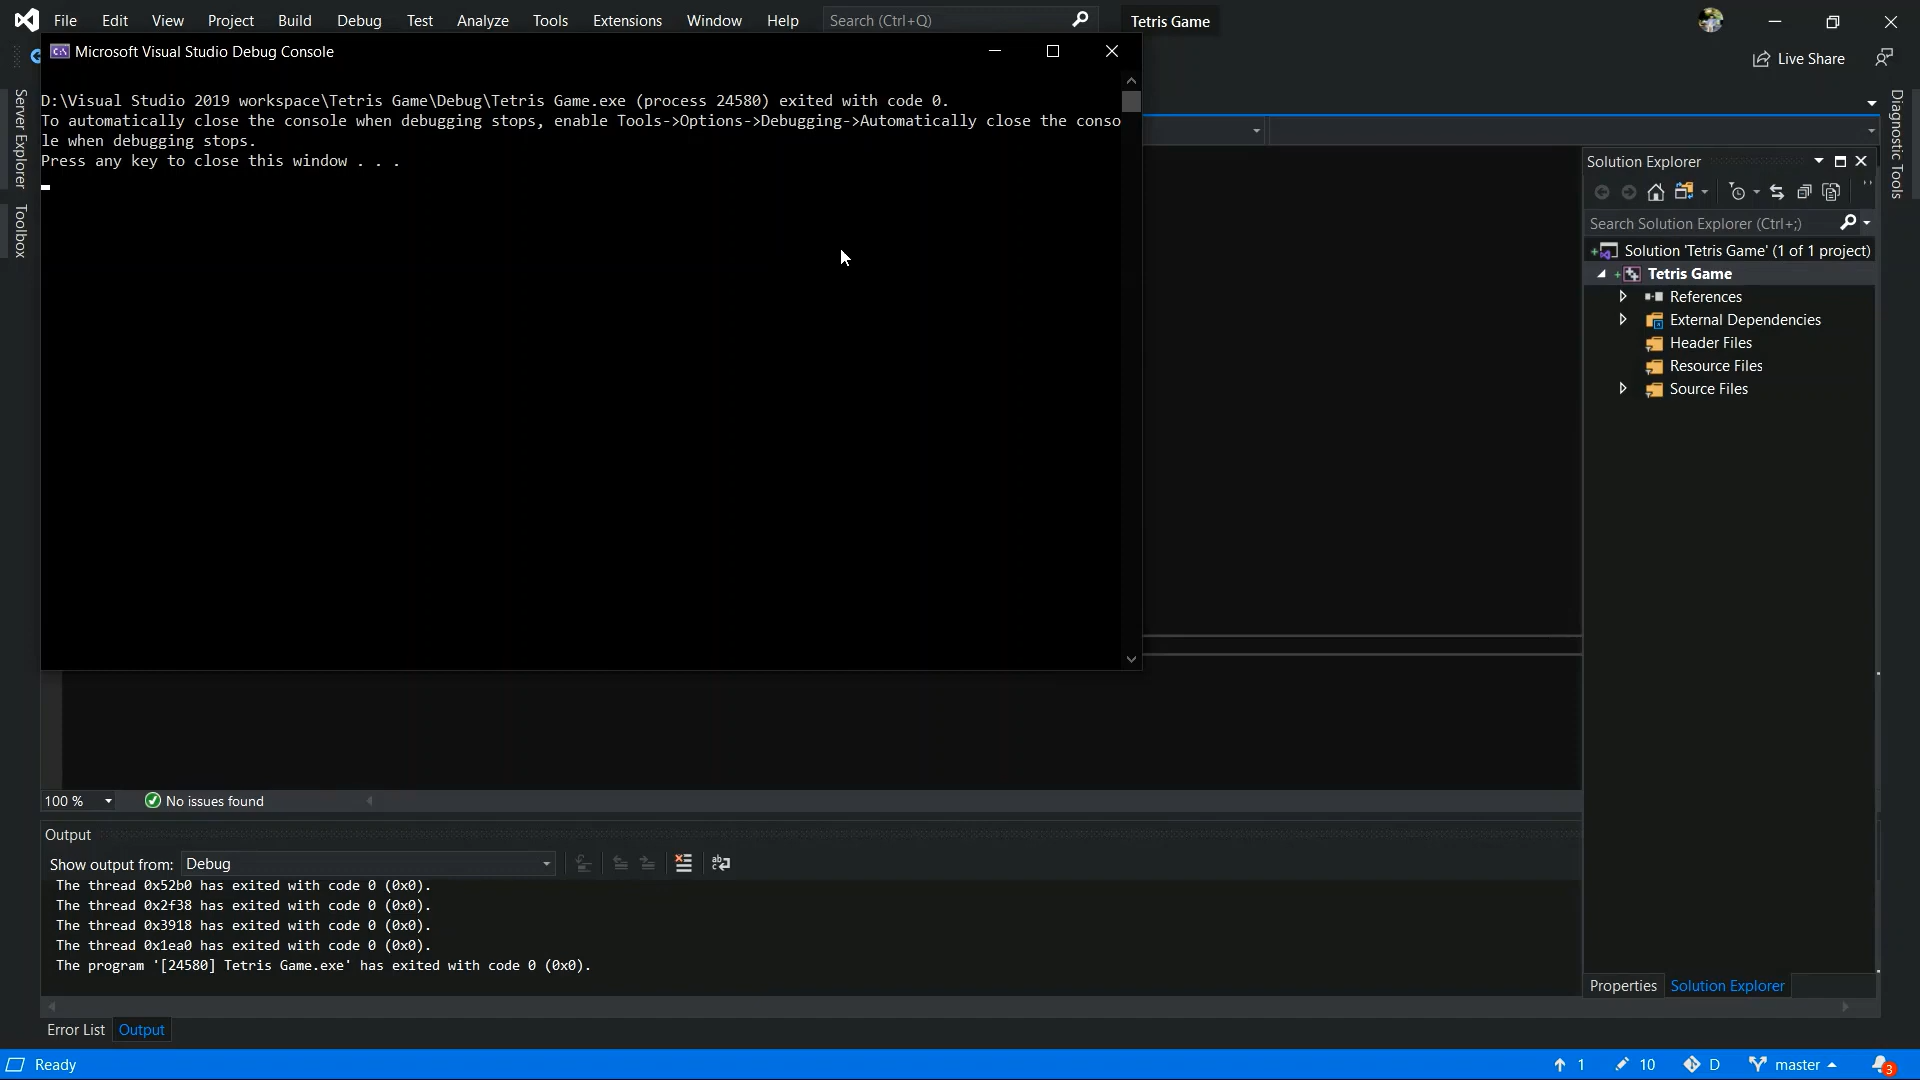 File Edit View Project Build Debug Test Analyze Tools Extensions Window Help Search (Ctrl+Q) Tetris Game
Microsoft Visual Studio Debug Console
Live Share
D:\Visual Studio 2019 workspace\Tetris Game\Debug\Tetris Game.exe (process 24580) exited with code 0.
To automatically close the console when debugging stops, enable Tools->Options->Debugging->Automatically close the conso
le when debugging stops.
Press any key to close this window . . .
Server Explorer
Toolbox
Diagnostic Tools
Solution Explorer
Search Solution Explorer (Ctrl+;)
Solution 'Tetris Game' (1 of 1 project)
Tetris Game
References
External Dependencies
Header Files
Resource Files
Source Files
100 % No issues found
Output
Show output from: Debug
The thread 0x52b0 has exited with code 0 (0x0).
The thread 0x2f38 has exited with code 0 (0x0).
The thread 0x3918 has exited with code 0 (0x0).
The thread 0x1ea0 has exited with code 0 (0x0).
The program '[24580] Tetris Game.exe' has exited with code 0 (0x0).
Properties Solution Explorer
Error List Output
Ready 1 10 D master 3